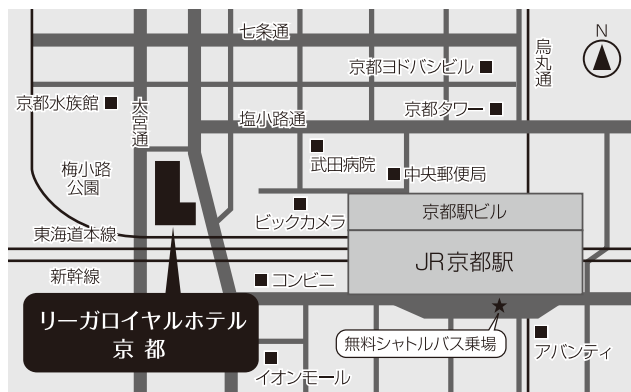 七条通
烏丸通
N
京都ヨドバシビル
京都水族館
大宮通
京都タワー
塩小路通
武田病院
中央郵便局
梅小路
公園
ビックカメラ
京都駅ビル
東海道本線
JR京都駅
新幹線
コンビニ
リーガロイヤルホテル
京都
無料シャトルバス乗場
アバンティ
イオンモール